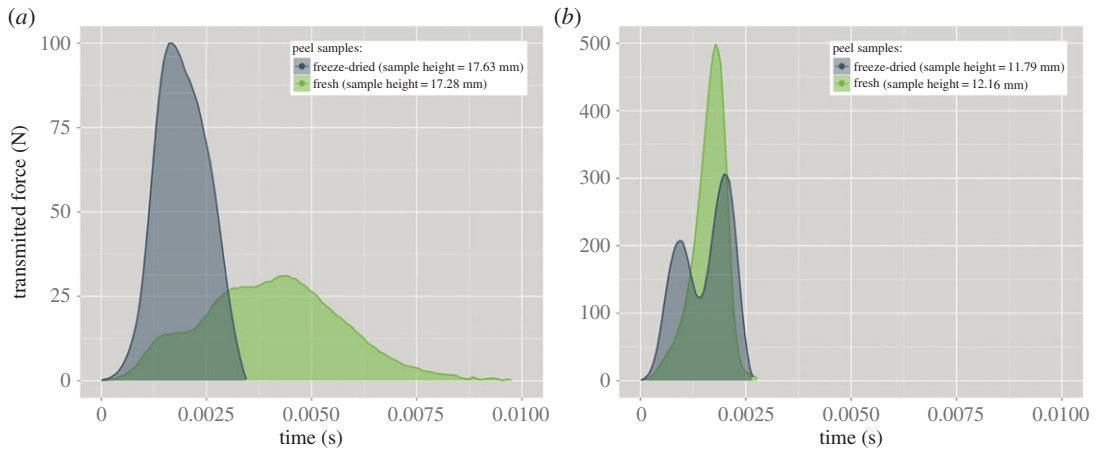 (a)
(b)
peel samples:
freeze-dried (sample height = 17.63 mm)
fresh (sample height = 17.28 mm)
100
75
50
25
0
transmitted force (N)
0 0.0025 0.0050 0.0075 0.0100
time (s)
peel samples:
freeze-dried (sample height = 11.79 mm)
fresh (sample height = 12.16 mm)
500
400
300
200
100
0
0 0.0025 0.0050 0.0075 0.0100
time (s)